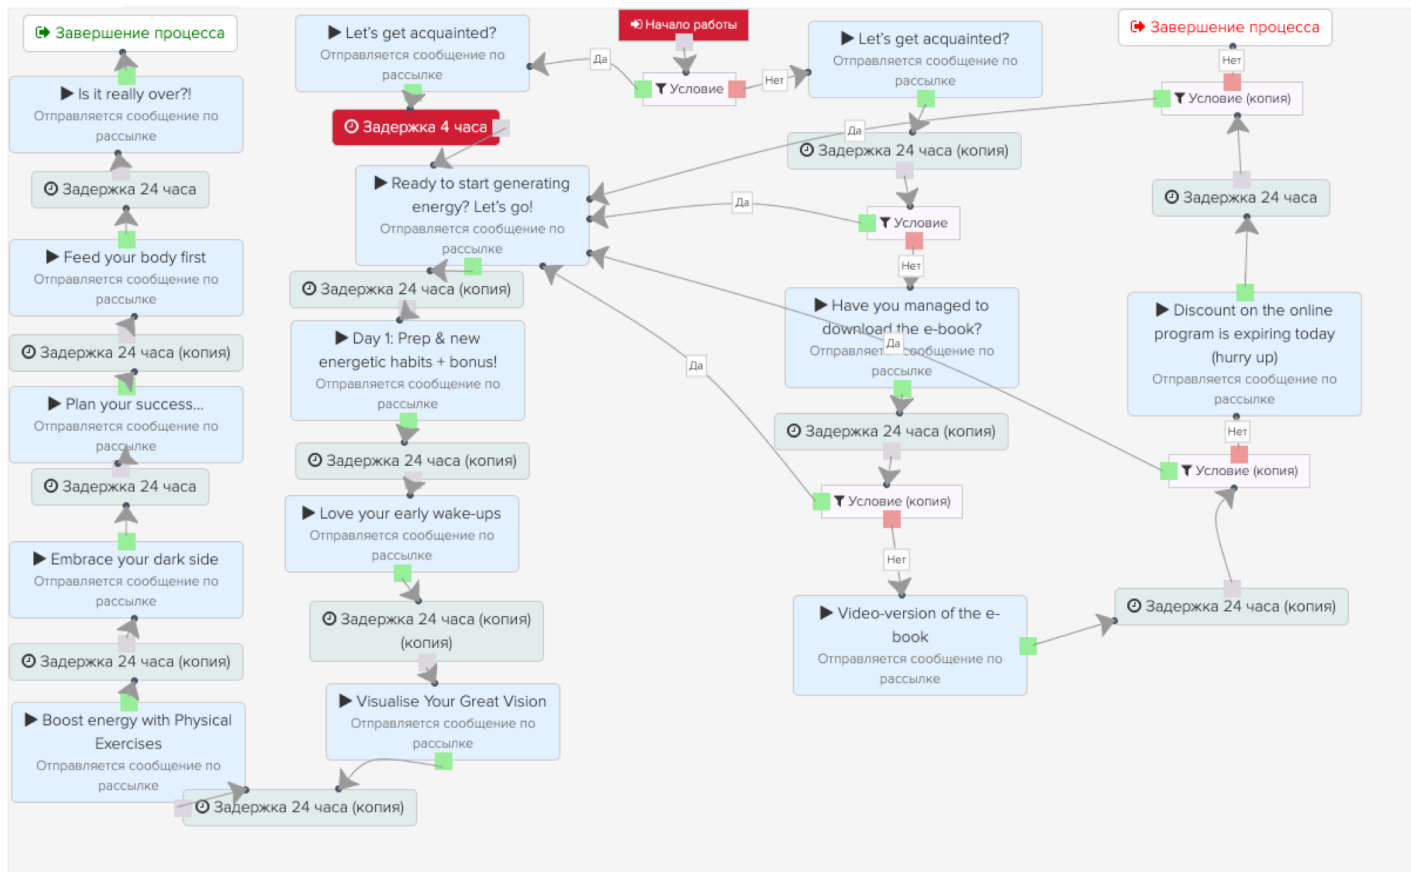 Завершение процесса
Is it really over?!
Отправляется сообщение по
рассылке
Задержка 24 часа
Feed your body first
Отправляется сообщение по
рассылке
Задержка 24 часа (копия)
Plan your success...
Отправляется сообщение по
рассылке
Задержка 24 часа
Embrace your dark side
Отправляется сообщение по
рассылке
Задержка 24 часа (копия)
Boost energy with Physical
Exercises
Отправляется сообщение по
рассылке
Let's get acquainted?
Отправляется сообщение по
рассылке
Задержка 4 часа
Ready to start generating
energy? Let's go!
Отправляется сообщение по
рассылке
Задержка 24 часа (копия)
Day 1: Prep & new
energetic habits + bonus!
Отправляется сообщение по
рассылке
Задержка 24 часа (копия)
Love your early wake-ups
Отправляется сообщение по
рассылке
Задержка 24 часа (копия)
(копия)
Visualise Your Great Vision
Отправляется сообщение по
рассылке
Задержка 24 часа (копия)
Начало работы
Да
Условие
Нет
Let's get acquainted?
Отправляется сообщение по
рассылке
Да
Задержка 24 часа (копия)
Да
Условие
Нет
Have you managed to
download the e-book?
Да
Отправляется сообщение по
рассылке
Да
Задержка 24 часа (копия)
Условие (копия)
Нет
Video-version of the e-
book
Отправляется сообщение по
рассылке
Завершение процесса
Нет
Условие (копия)
Задержка 24 часа
Discount on the online
program is expiring today
(hurry up)
Отправляется сообщение по
рассылке
Нет
Условие (копия)
Задержка 24 часа (копия)